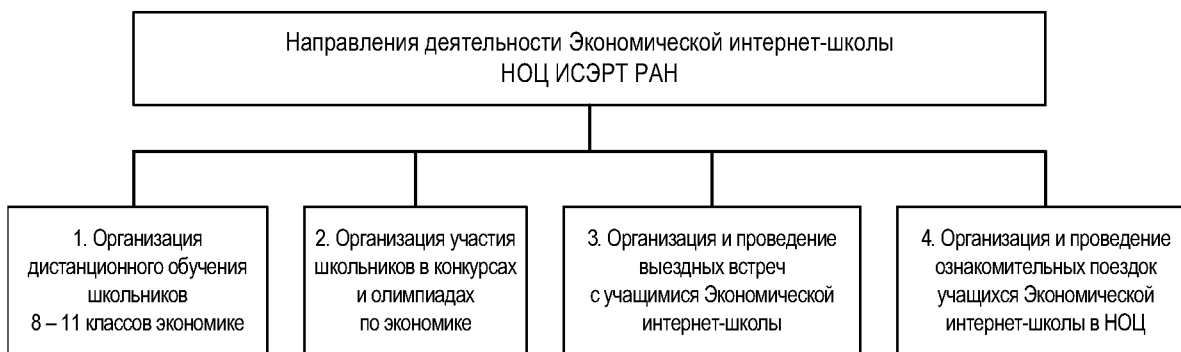 Направления деятельности Экономической интернет-школы
НОЦ ИСЭРТ РАН
1. Организация
дистанционного обучения
школьников
8 – 11 классов экономике
2. Организация участия
школьников в конкурсах
и олимпиадах
по экономике
3. Организация и проведение
выездных встреч
с учащимися Экономической
интернет-школы
4. Организация и проведение
ознакомительных поездок
учащихся Экономической
интернет-школы в НОЦ